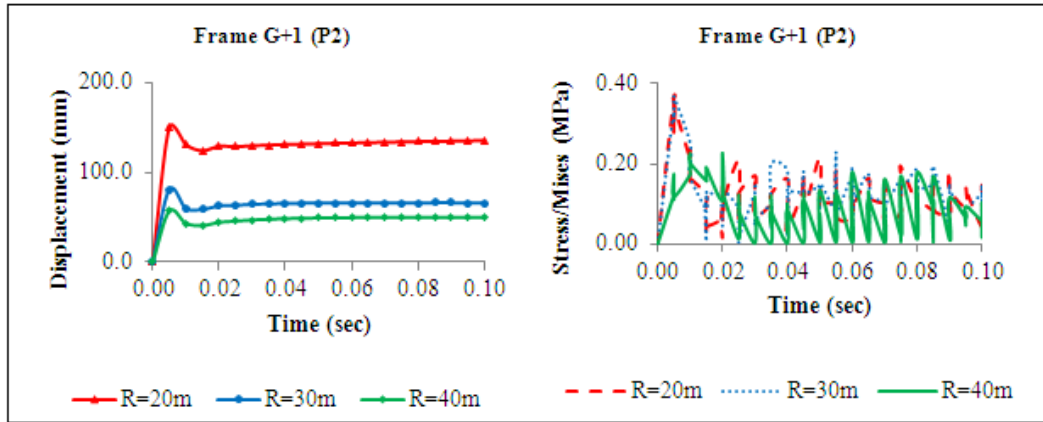 Frame G+1 (P2)
Displacement (mm)
200.0
100.0
0.0
0.00 0.02 0.04 0.06 0.08 0.10
Time (sec)
R=20m R=30m R=40m
Frame G+1 (P2)
Stress/Mises (MPa)
0.40
0.20
0.00
0.00 0.02 0.04 0.06 0.08 0.10
Time (sec)
R=20m R=30m R=40m